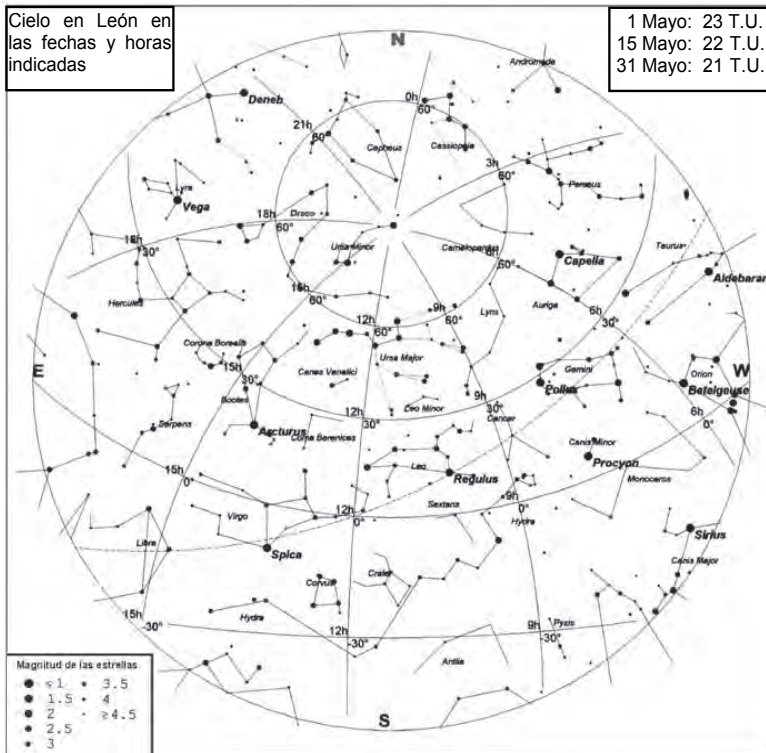 Cielo en León en
las fechas y horas
indicadas
1 Mayo: 23 T.U.
15 Mayo: 22 T.U.
31 Mayo: 21 T.U.
N
Andromeda
Deneb
0h
60°
21h
60°
Cepheus
Cassiopeia
3h
60°
Perseus
Lyra
Vega
18h
60°
Draco
Ursa Minor
Camelopardus
6h
60°
Capella
Taurus
Aldebaran
18h
30°
Hercules
15h
60°
12h
60°
9h
60°
Lynx
Auriga
6h
30°
Corona Borealis
15h
30°
Canes Venatici
Ursa Major
Gemini
Pollux
Orion
Betelgeuse
E
W
6h
0°
Bootes
Arcturus
Serpens
Coma Berenices
12h
30°
Leo Minor
9h
30°
Cancer
Canis Minor
Procyon
Monoceros
15h
0°
Leo
Regulus
Virgo
12h
0°
Sextans
9h
0°
Hydra
Libra
Spica
Sirius
Canis Major
Corvus
Crater
15h
-30°
Hydra
12h
-30°
9h
-30°
Pyxis
Antlia
S
Magnitud de las estrellas
≤1 3.5
1.5 4
2 ≥4.5
2.5
3